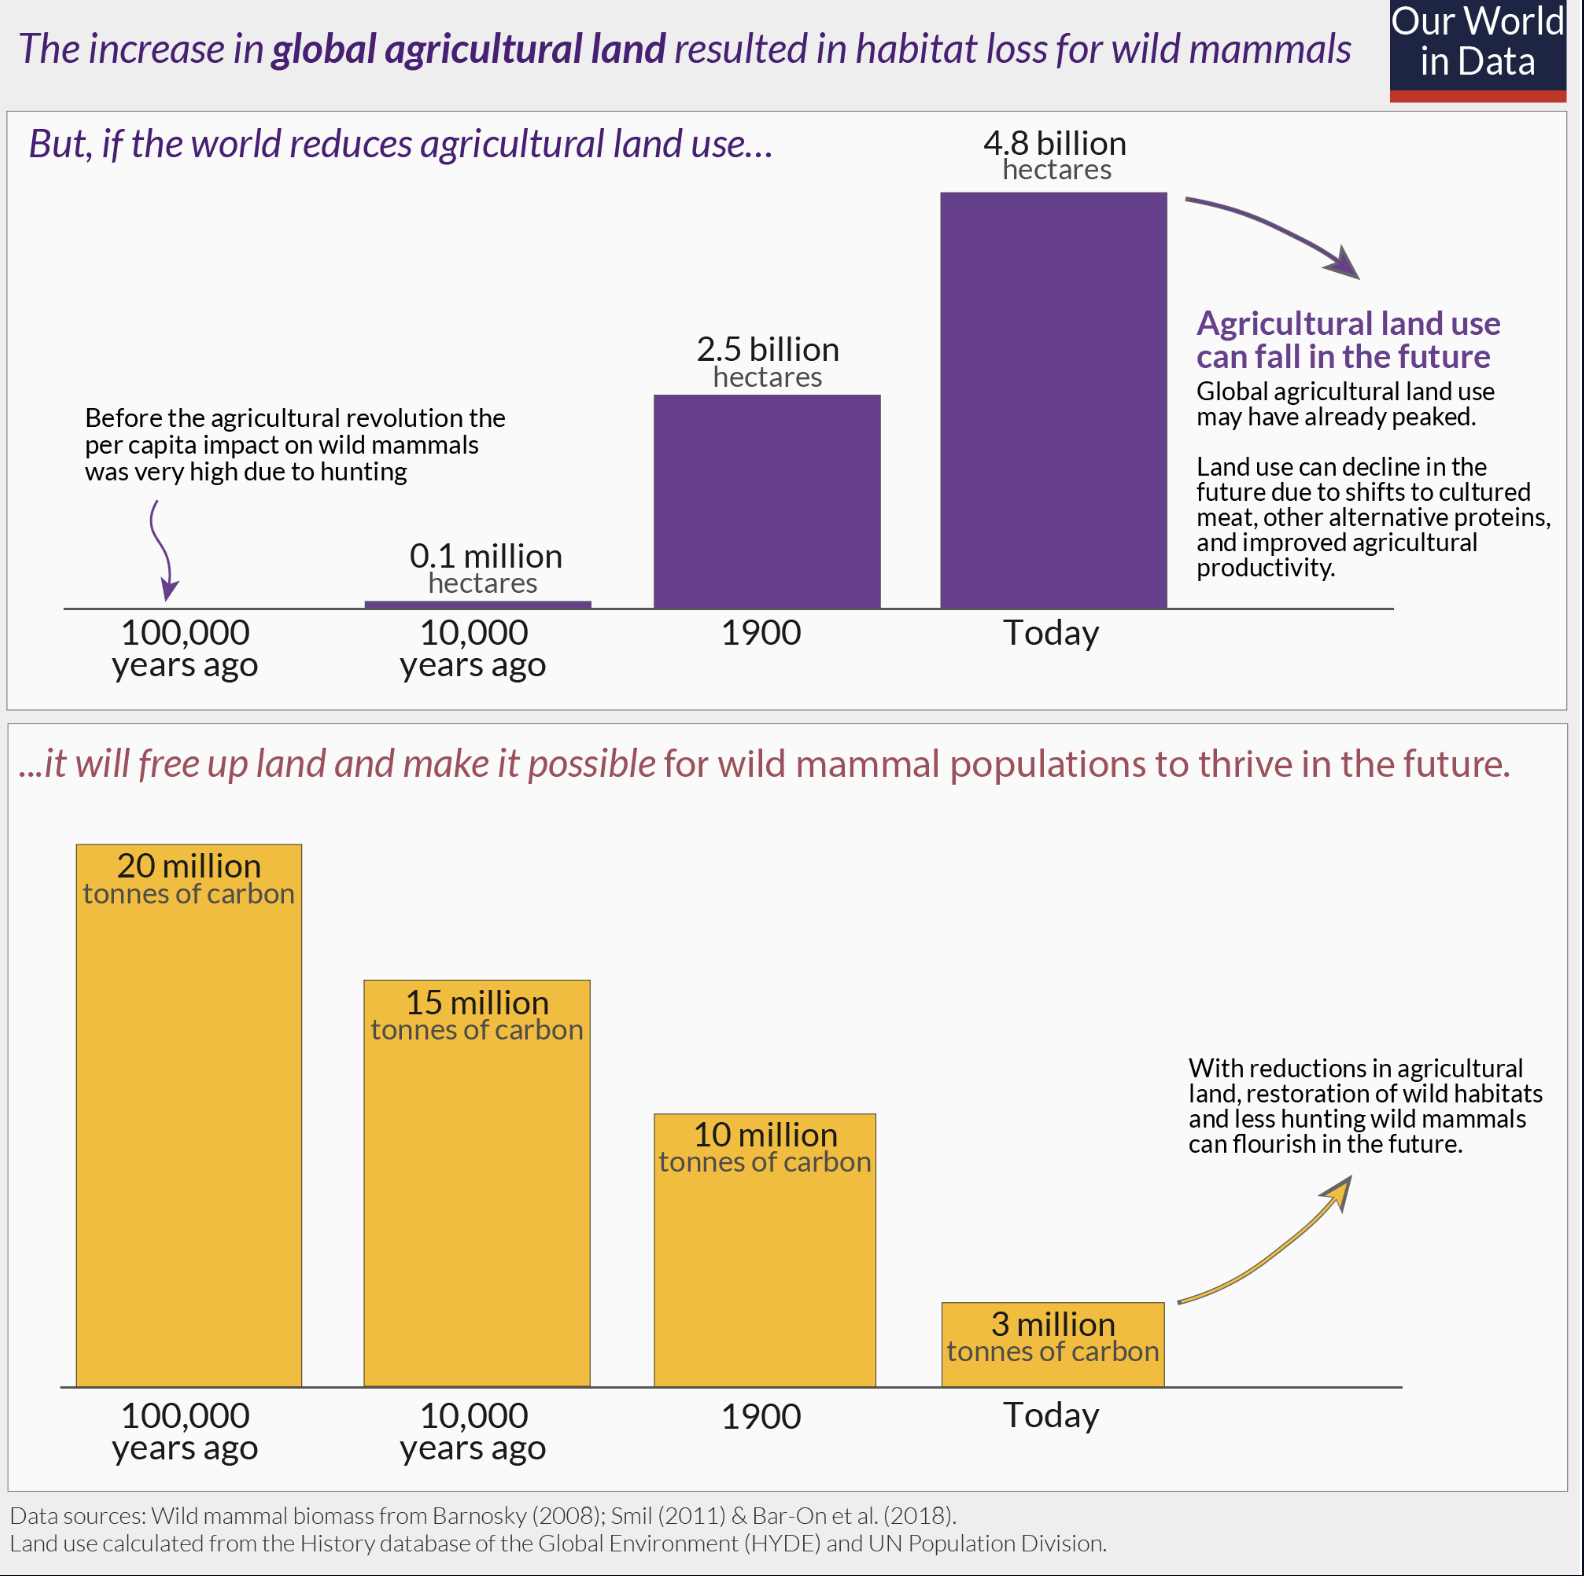 The increase in global agricultural land resulted in habitat loss for wild mammals
Our World
in Data
But, if the world reduces agricultural land use...
4.8 billion
hectares
2.5 billion
hectares
0.1 million
hectares
Before the agricultural revolution the
per capita impact on wild mammals
was very high due to hunting
Agricultural land use
can fall in the future
Global agricultural land use
may have already peaked.
Land use can decline in the
future due to shifts to cultured
meat, other alternative proteins,
and improved agricultural
productivity.
100,000
years ago
10,000
years ago
1900
Today
...it will free up land and make it possible for wild mammal populations to thrive in the future.
20 million
tonnes of carbon
15 million
tonnes of carbon
10 million
tonnes of carbon
3 million
tonnes of carbon
With reductions in agricultural
land, restoration of wild habitats
and less hunting wild mammals
can flourish in the future.
100,000
years ago
10,000
years ago
1900
Today
Data sources: Wild mammal biomass from Barnosky (2008); Smil (2011) & Bar-On et al. (2018).
Land use calculated from the History database of the Global Environment (HYDE) and UN Population Division.